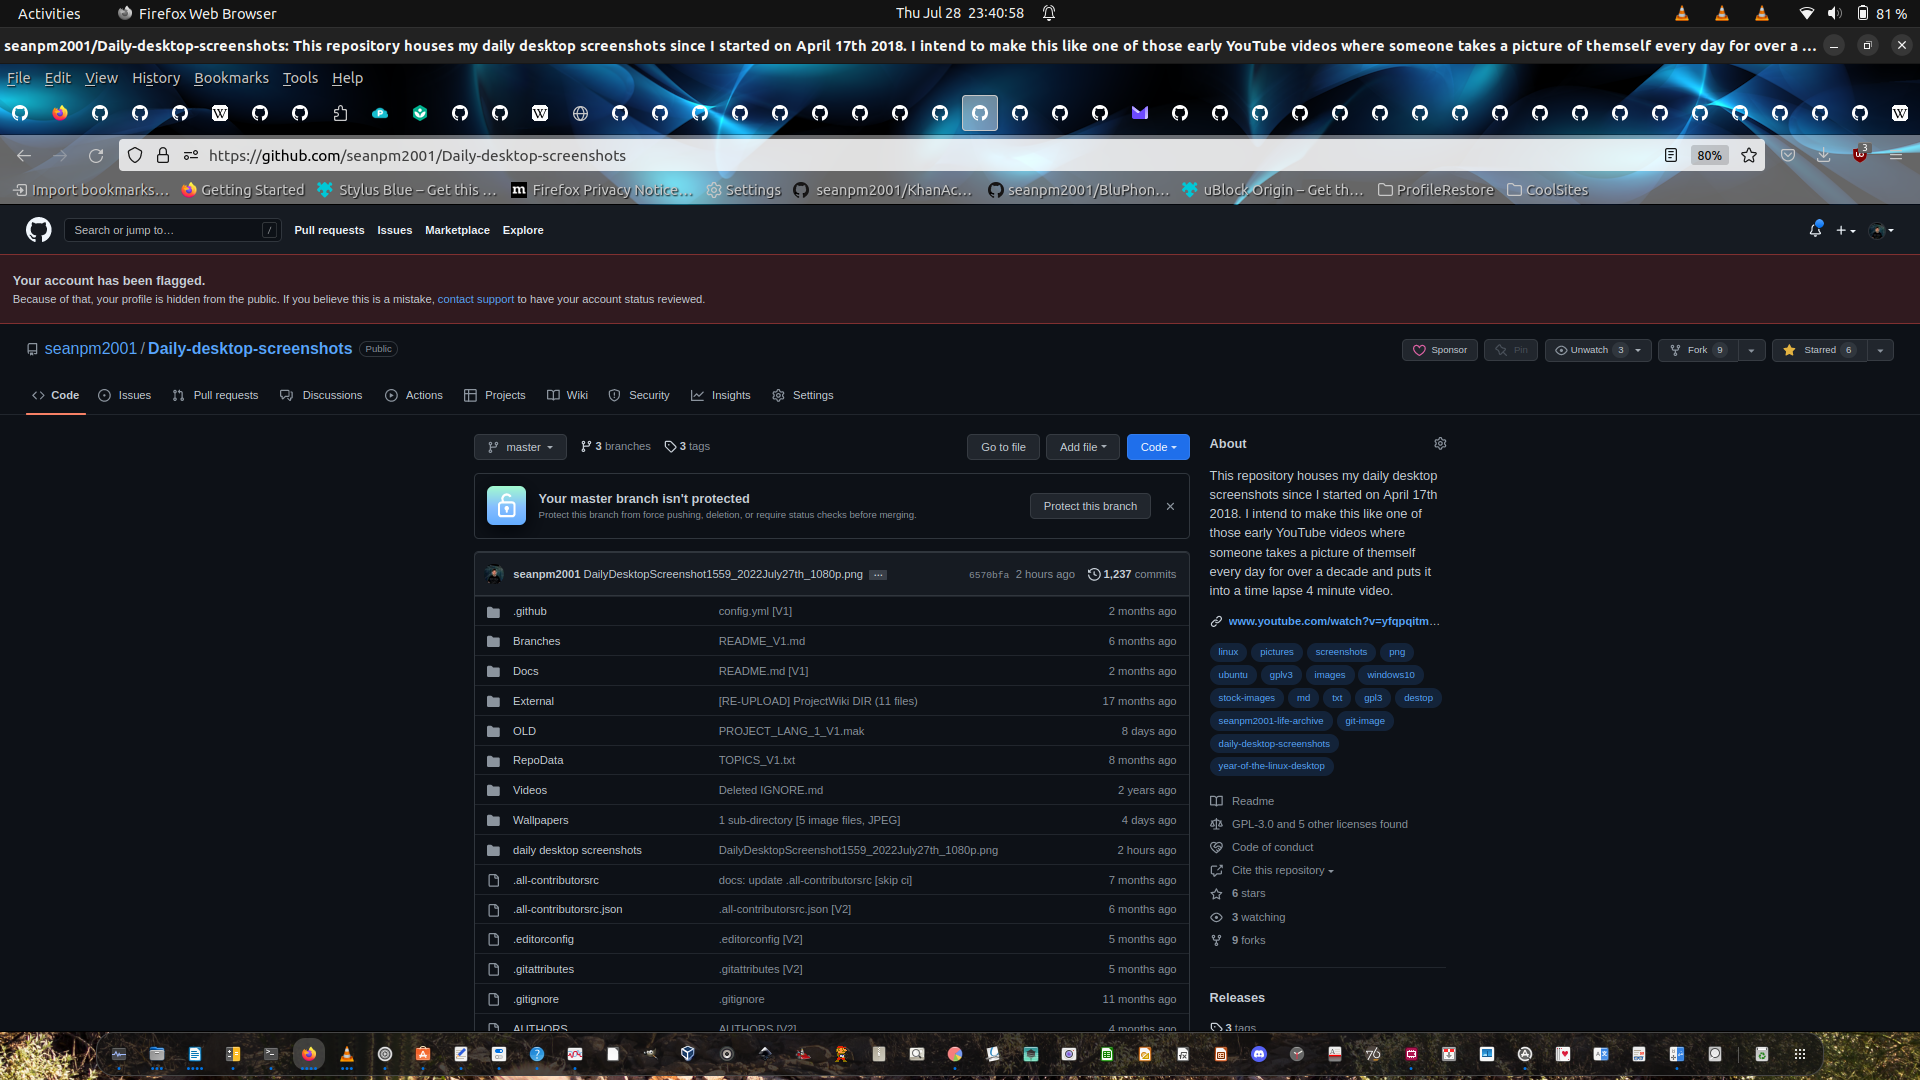 Activities Firefox Web Browser Thu Jul 28 23:40:58 81 %
seanpm2001/Daily-desktop-screenshots: This repository houses my daily desktop screenshots since I started on April 17th 2018. I intend to make this like one of those early YouTube videos where someone takes a picture of themself every day for over a ...
File Edit View History Bookmarks Tools Help
https://github.com/seanpm2001/Daily-desktop-screenshots 80% 3
Import bookmarks... Getting Started Stylus Blue – Get this ... Firefox Privacy Notice... Settings seanpm2001/KhanAc... seanpm2001/BluPhon... uBlock Origin – Get th... ProfileRestore CoolSites
Search or jump to... / Pull requests Issues Marketplace Explore
Your account has been flagged.
Because of that, your profile is hidden from the public. If you believe this is a mistake, contact support to have your account status reviewed.
seanpm2001 / Daily-desktop-screenshots Public Sponsor Pin Unwatch 3 Fork 9 Starred 6
Code Issues Pull requests Discussions Actions Projects Wiki Security Insights Settings
master 3 branches 3 tags Go to file Add file Code
Your master branch isn't protected
Protect this branch from force pushing, deletion, or require status checks before merging.
Protect this branch
seanpm2001 DailyDesktopScreenshot1559_2022July27th_1080p.png ... 6570bfa 2 hours ago 1,237 commits
.github config.yml [V1] 2 months ago
Branches README_V1.md 6 months ago
Docs README.md [V1] 2 months ago
External [RE-UPLOAD] ProjectWiki DIR (11 files) 17 months ago
OLD PROJECT_LANG_1_V1.mak 8 days ago
RepoData TOPICS_V1.txt 8 months ago
Videos Deleted IGNORE.md 2 years ago
Wallpapers 1 sub-directory [5 image files, JPEG] 4 days ago
daily desktop screenshots DailyDesktopScreenshot1559_2022July27th_1080p.png 2 hours ago
.all-contributorsrc docs: update .all-contributorsrc [skip ci] 7 months ago
.all-contributorsrc.json .all-contributorsrc.json [V2] 6 months ago
.editorconfig .editorconfig [V2] 5 months ago
.gitattributes .gitattributes [V2] 5 months ago
.gitignore .gitignore 11 months ago
AUTHORS AUTHORS [V2] 4 months ago
About
This repository houses my daily desktop
screenshots since I started on April 17th
2018. I intend to make this like one of
those early YouTube videos where
someone takes a picture of themself
every day for over a decade and puts it
into a time lapse 4 minute video.
www.youtube.com/watch?v=yfqpqitm...
linux pictures screenshots png
ubuntu gplv3 images windows10
stock-images md txt gpl3 destop
seanpm2001-life-archive git-image
daily-desktop-screenshots
year-of-the-linux-desktop
Readme
GPL-3.0 and 5 other licenses found
Code of conduct
Cite this repository
6 stars
3 watching
9 forks
Releases
3 tags